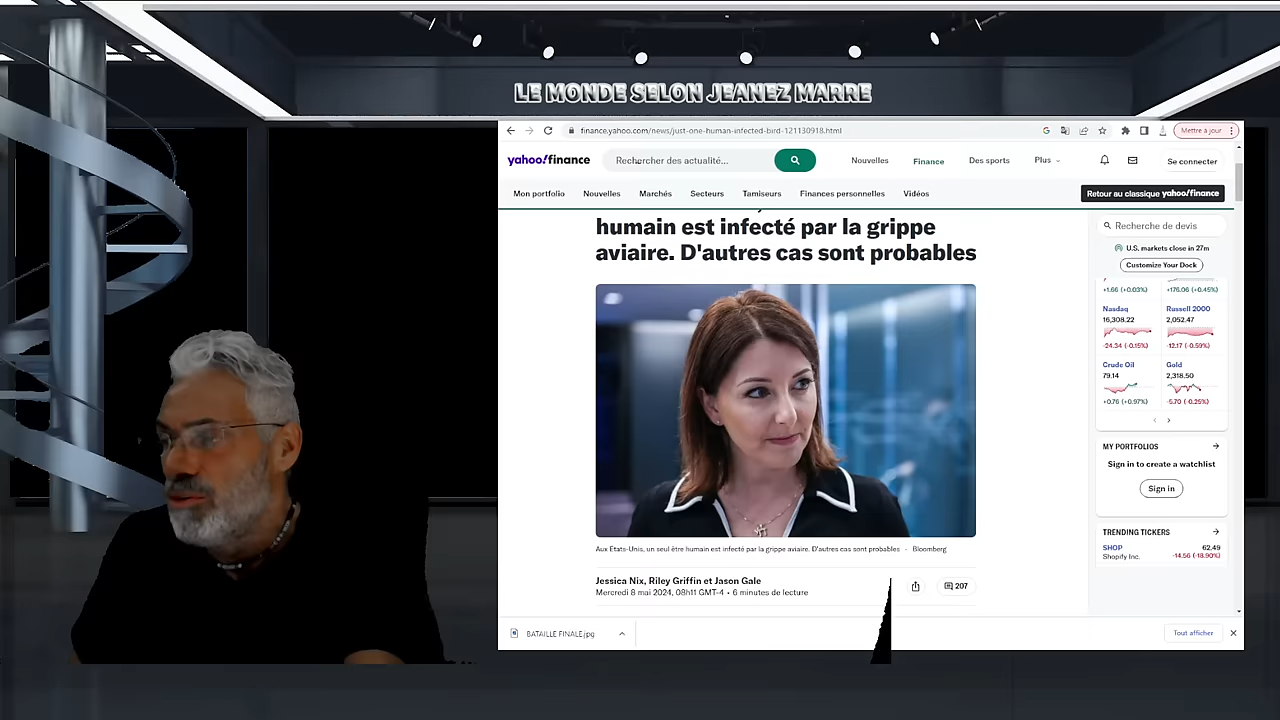 LE MONDE SELON JEANEZ MARRE
finance.yahoo.com/news/just-one-human-infected-bird-121130918.html
Mettre à jour
yahoo!finance
Rechercher des actualité...
Nouvelles
Finance
Des sports
Plus
Se connecter
Mon portfolio
Nouvelles
Marchés
Secteurs
Tamiseurs
Finances personnelles
Vidéos
Retour au classique yahoo!finance
humain est infecté par la grippe
aviaire. D'autres cas sont probables
Aux États-Unis, un seul être humain est infecté par la grippe aviaire. D'autres cas sont probables - Bloomberg
Jessica Nix, Riley Griffin et Jason Gale
Mercredi 8 mai 2024, 08h11 GMT-4 • 6 minutes de lecture
207
Recherche de devis
U.S. markets close in 27m
Customize Your Dock
+1.66 (+0.03%)
+176.06 (+0.45%)
Nasdaq
Russell 2000
16,308.22
2,052.47
-24.34 (-0.15%)
-12.17 (-0.59%)
Crude Oil
Gold
79.14
2,318.50
+0.76 (+0.97%)
-5.70 (-0.25%)
MY PORTFOLIOS
Sign in to create a watchlist
Sign in
TRENDING TICKERS
SHOP
62.49
Shopify Inc.
-14.56 (-18.90%)
BATAILLE FINALE.jpg
Tout afficher